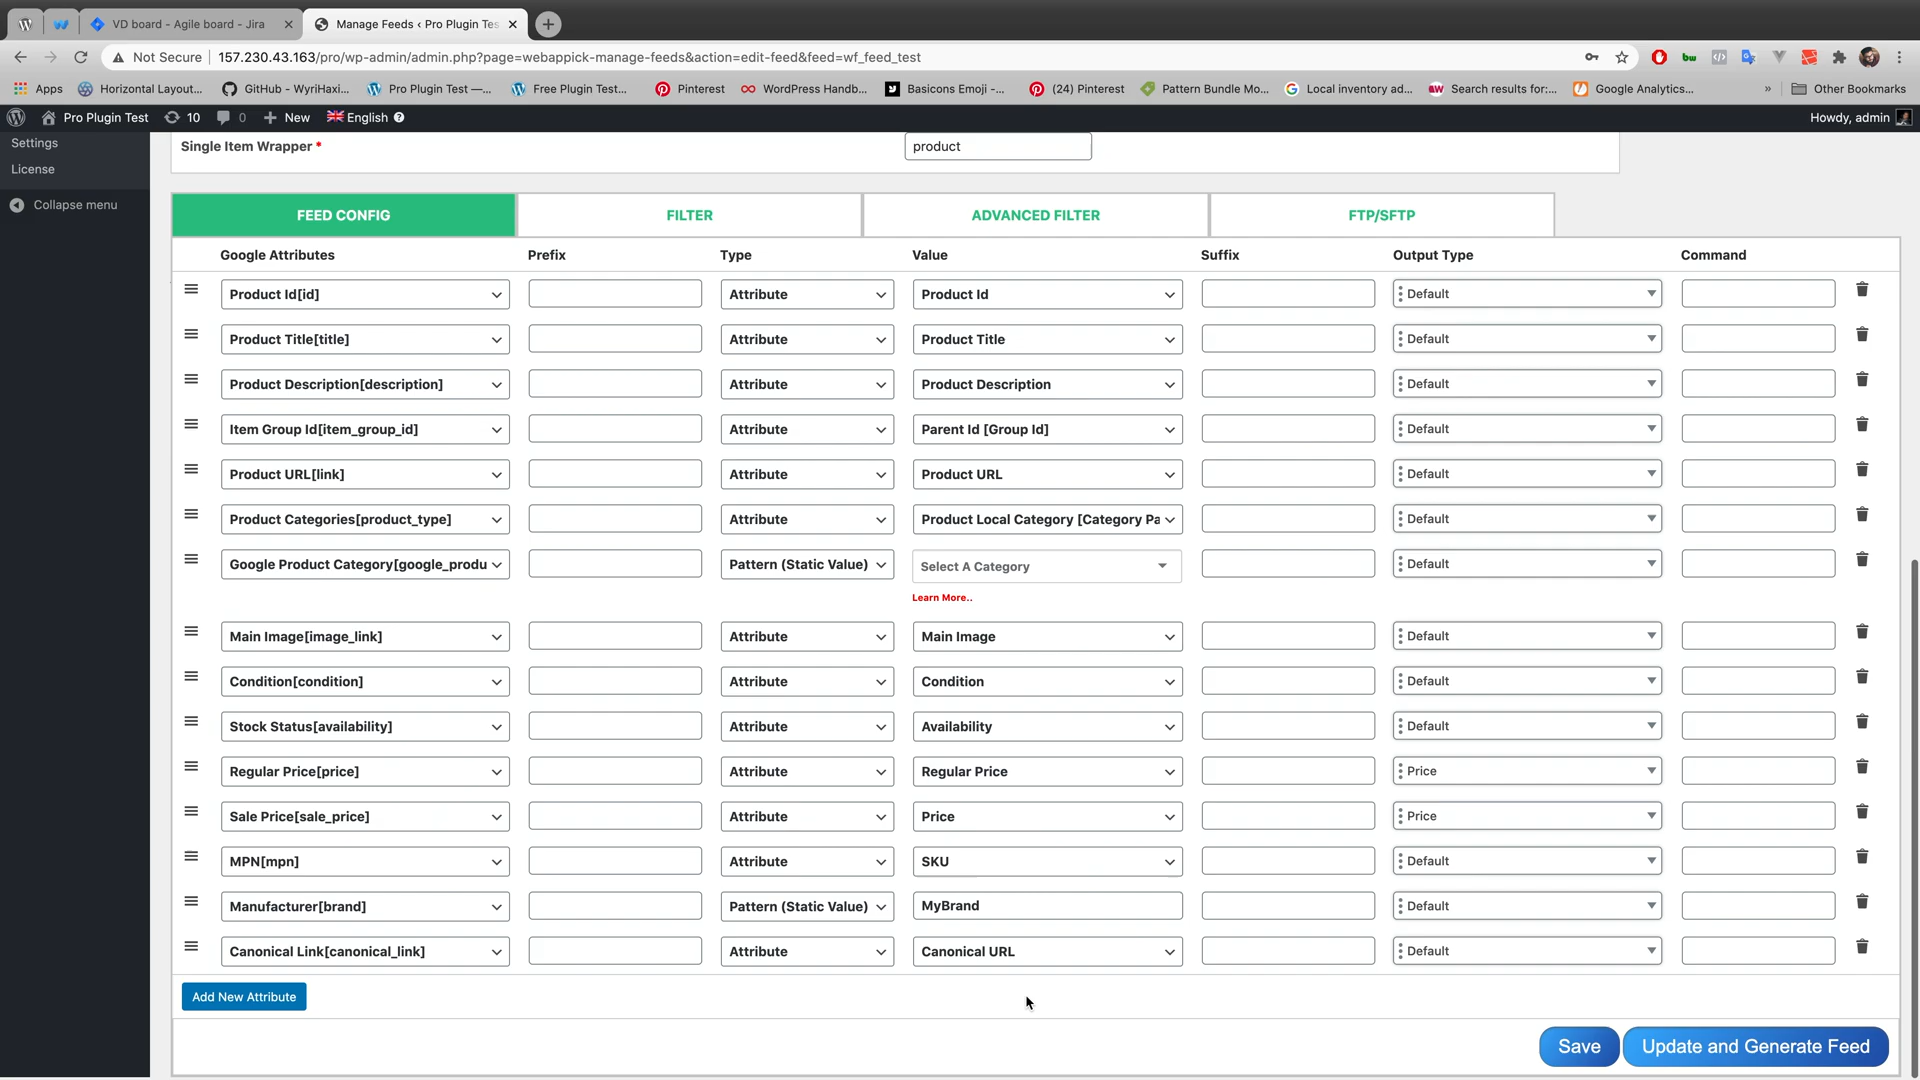 VD board - Agile board - Jira
Manage Feeds ‹ Pro Plugin Tes
Not Secure
157.230.43.163/pro/wp-admin/admin.php?page=webappick-manage-feeds&action=edit-feed&feed=wf_feed_test
Apps
Horizontal Layout...
GitHub - WyriHaxi...
Pro Plugin Test —...
Free Plugin Test...
Pinterest
WordPress Handb...
Basicons Emoji -...
(24) Pinterest
Pattern Bundle Mo...
Local inventory ad...
Search results for:...
Google Analytics...
»
Other Bookmarks
Pro Plugin Test
10
0
New
English
Howdy, admin
Settings
License
Collapse menu
Single Item Wrapper *
product
FEED CONFIG
FILTER
ADVANCED FILTER
FTP/SFTP
Google Attributes Prefix Type Value Suffix Output Type Command
Product Id[id] Attribute Product Id Default
Product Title[title] Attribute Product Title Default
Product Description[description] Attribute Product Description Default
Item Group Id[item_group_id] Attribute Parent Id [Group Id] Default
Product URL[link] Attribute Product URL Default
Product Categories[product_type] Attribute Product Local Category [Category Pa Default
Google Product Category[google_produ Pattern (Static Value) Select A Category Default
Learn More..
Main Image[image_link] Attribute Main Image Default
Condition[condition] Attribute Condition Default
Stock Status[availability] Attribute Availability Default
Regular Price[price] Attribute Regular Price Price
Sale Price[sale_price] Attribute Price Price
MPN[mpn] Attribute SKU Default
Manufacturer[brand] Pattern (Static Value) MyBrand Default
Canonical Link[canonical_link] Attribute Canonical URL Default
Add New Attribute
Save
Update and Generate Feed